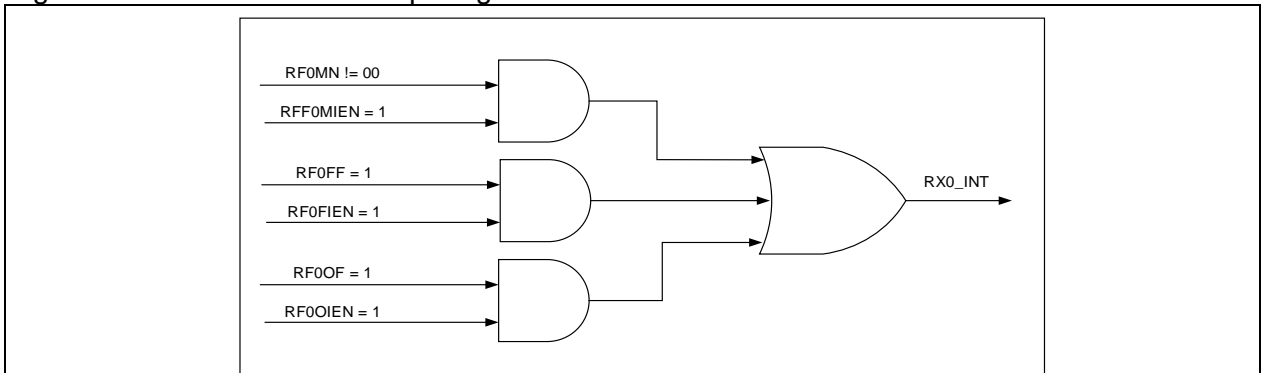 RF0MN != 00
RFF0MIEN = 1
RF0FF = 1
RF0FIEN = 1
RX0_INT
RF0OF = 1
RF0OIEN = 1